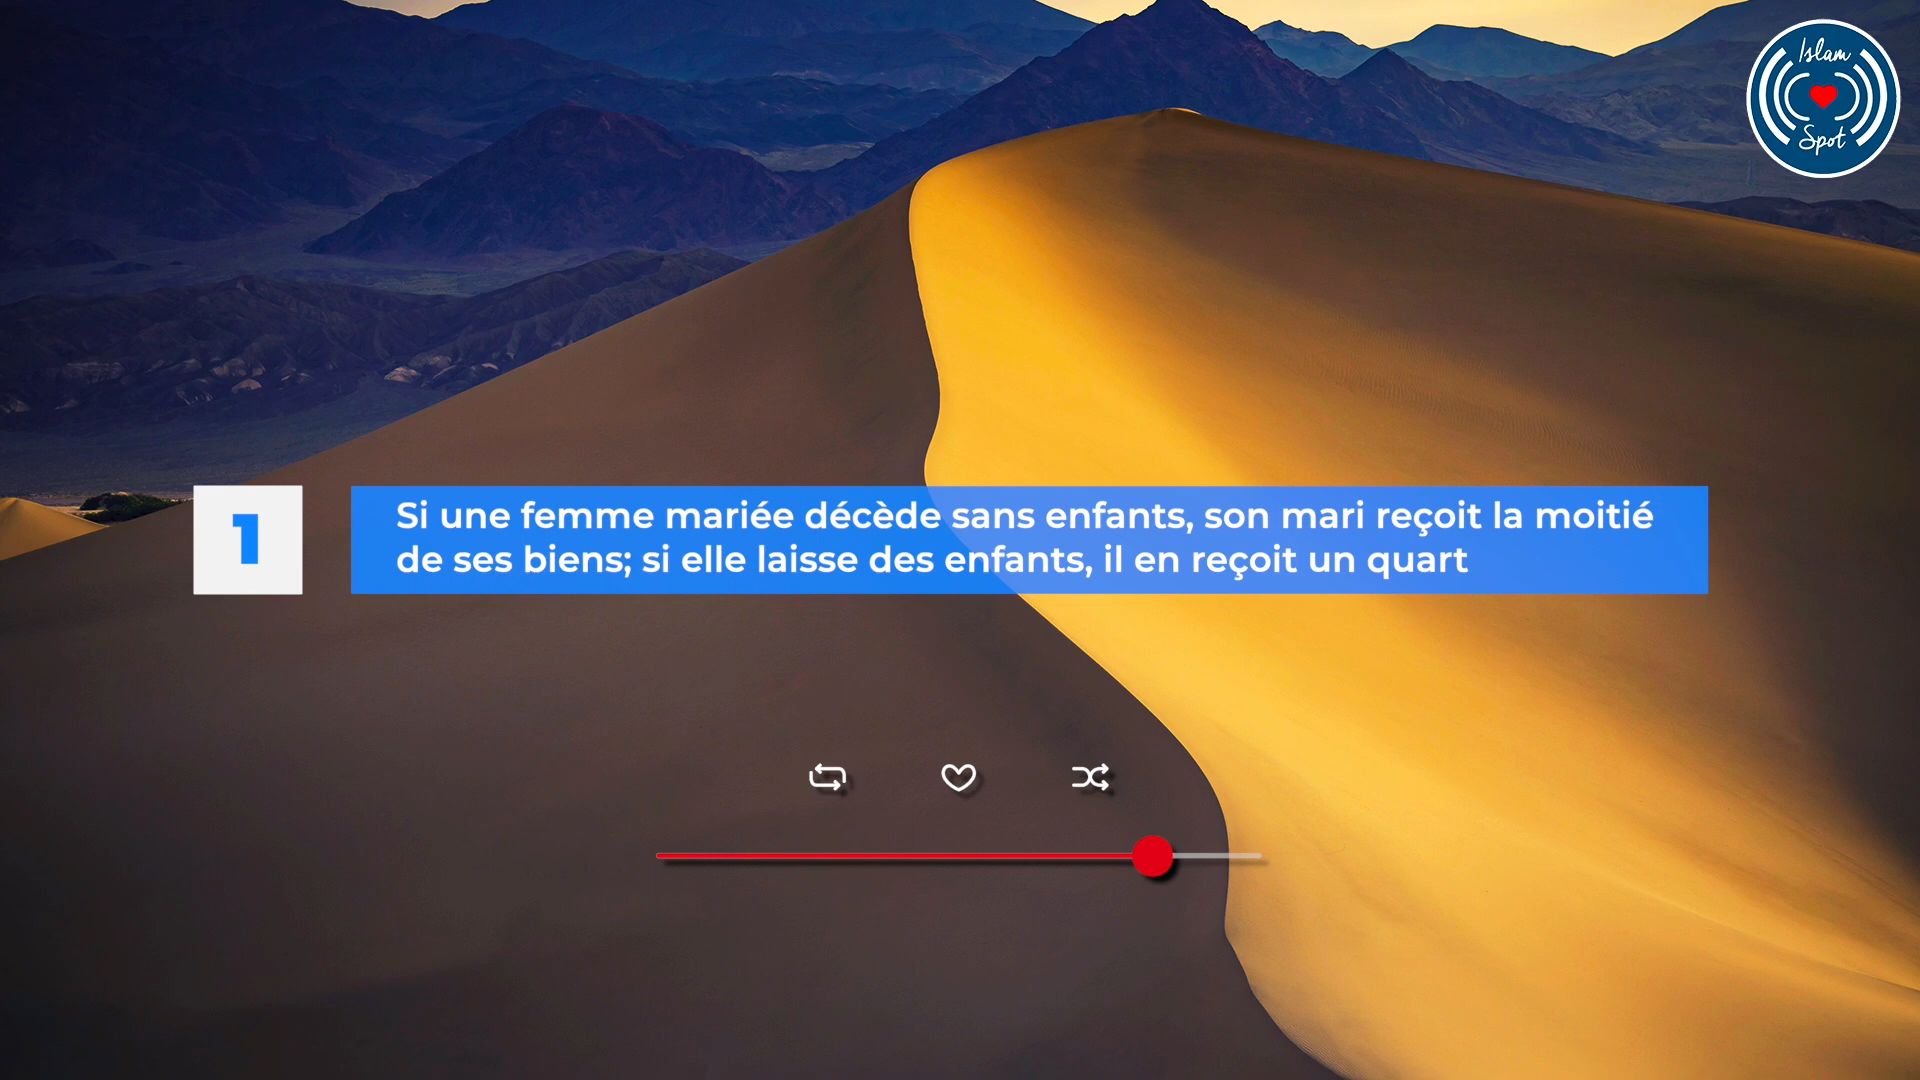 Islam
Spot
1
Si une femme mariée décède sans enfants, son mari reçoit la moitié
de ses biens; si elle laisse des enfants, il en reçoit un quart